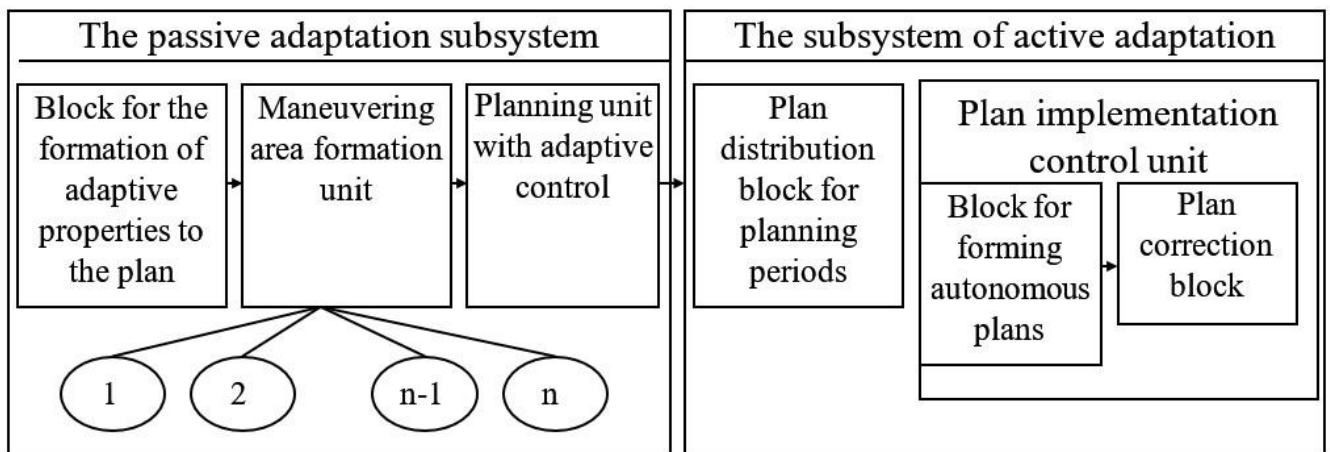 The passive adaptation subsystem
Block for the
formation of
adaptive
properties to
the plan
Maneuvering
area formation
unit
Planning unit
with adaptive
control
1
2
n-1
n
The subsystem of active adaptation
Plan
distribution
block for
planning
periods
Plan implementation
control unit
Block for
forming
autonomous
plans
Plan
correction
block